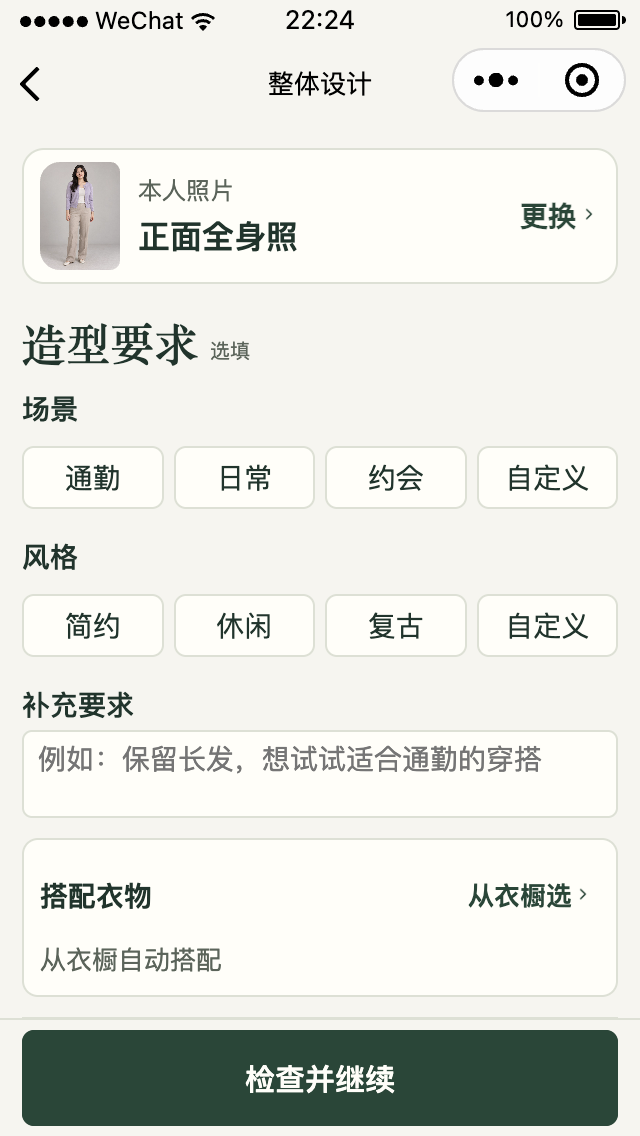 WeChat 22:24 100%
整体设计
本人照片
正面全身照
更换
造型要求 选填
场景
通勤 日常 约会 自定义
风格
简约 休闲 复古 自定义
补充要求
例如：保留长发，想试试适合通勤的穿搭
搭配衣物 从衣橱选
从衣橱自动搭配
检查并继续